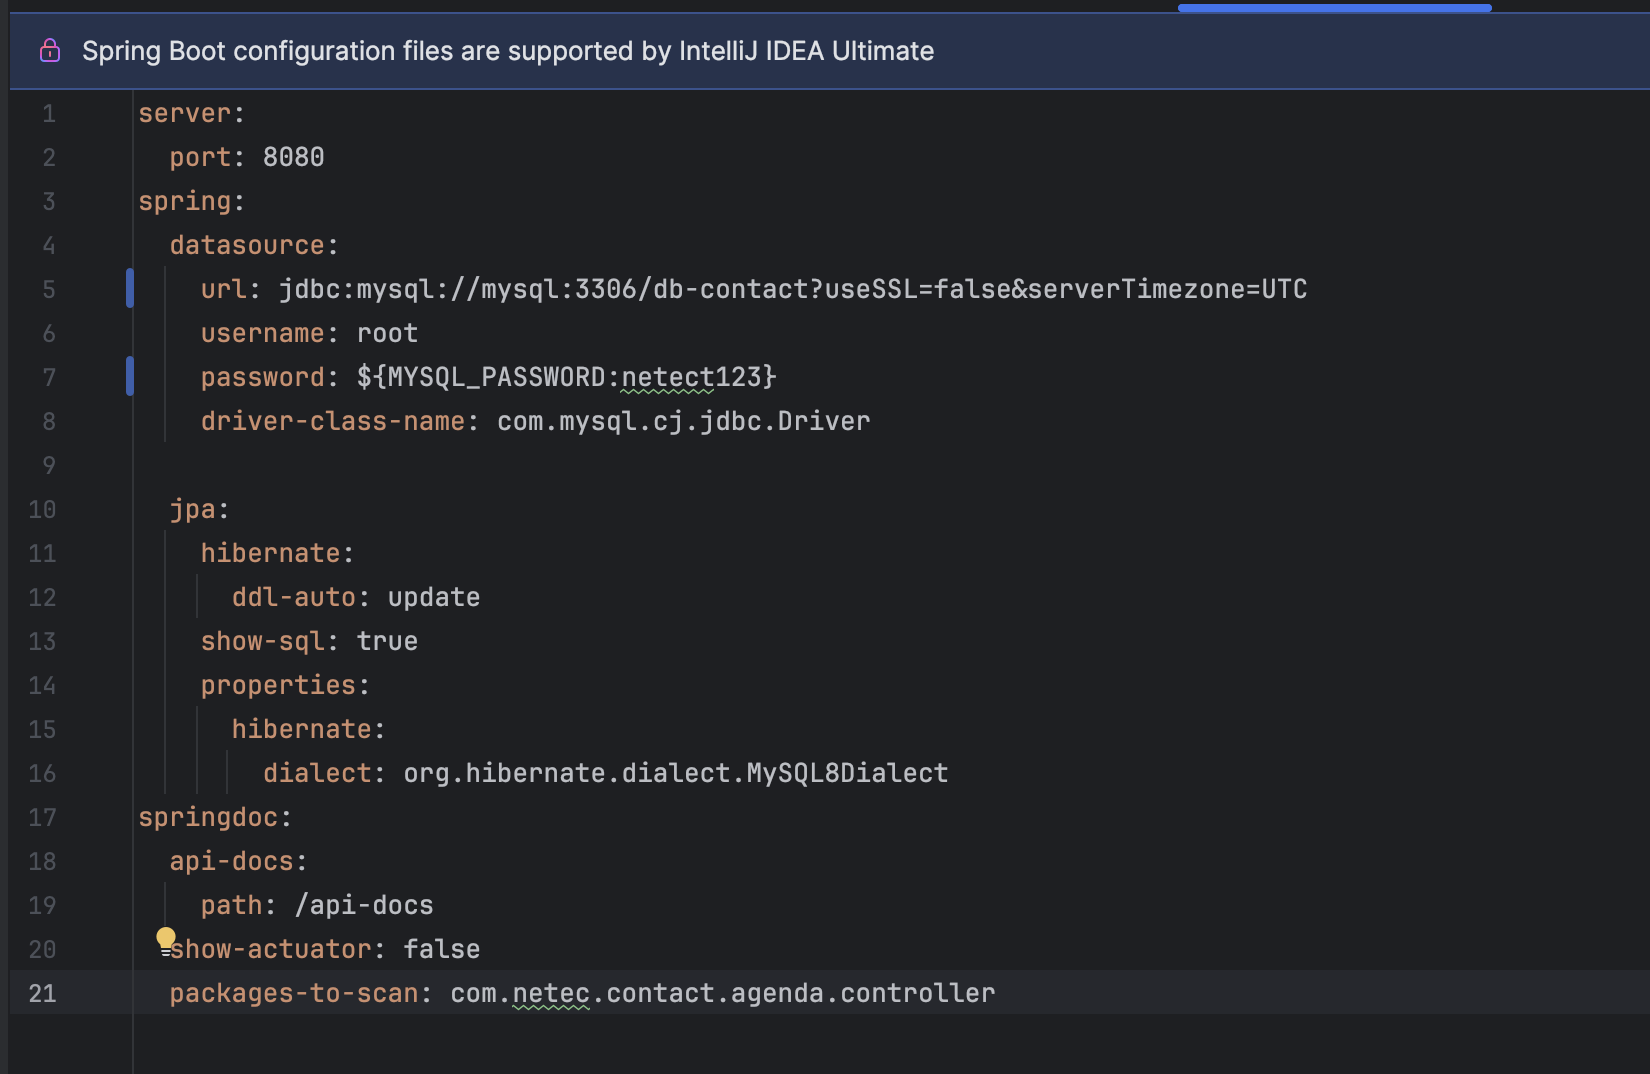 Spring Boot configuration files are supported by IntelliJ IDEA Ultimate
1 server:
2   port: 8080
3 spring:
4   datasource:
5     url: jdbc:mysql://mysql:3306/db-contact?useSSL=false&serverTimezone=UTC
6     username: root
7     password: ${MYSQL_PASSWORD:netect123}
8     driver-class-name: com.mysql.cj.jdbc.Driver
9
10   jpa:
11     hibernate:
12       ddl-auto: update
13     show-sql: true
14     properties:
15       hibernate:
16         dialect: org.hibernate.dialect.MySQL8Dialect
17 springdoc:
18   api-docs:
19     path: /api-docs
20   show-actuator: false
21   packages-to-scan: com.netec.contact.agenda.controller